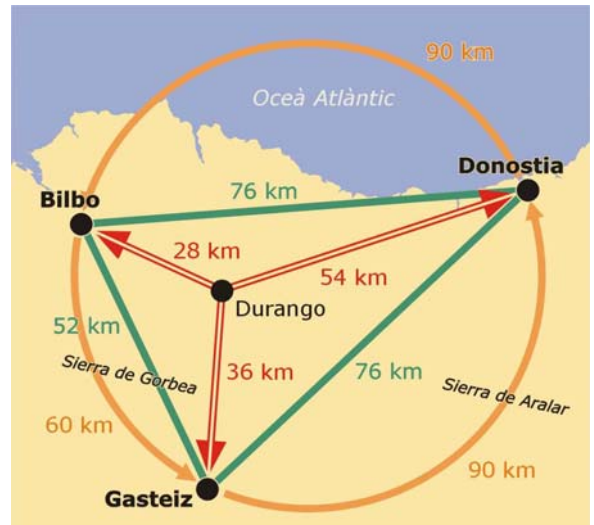 90 km
Oceà Atlàntic
Donostia
Bilbo
76 km
28 km
54 km
Durango
52 km
36 km
76 km
Sierra de Gorbea
Sierra de Aralar
60 km
90 km
Gasteiz